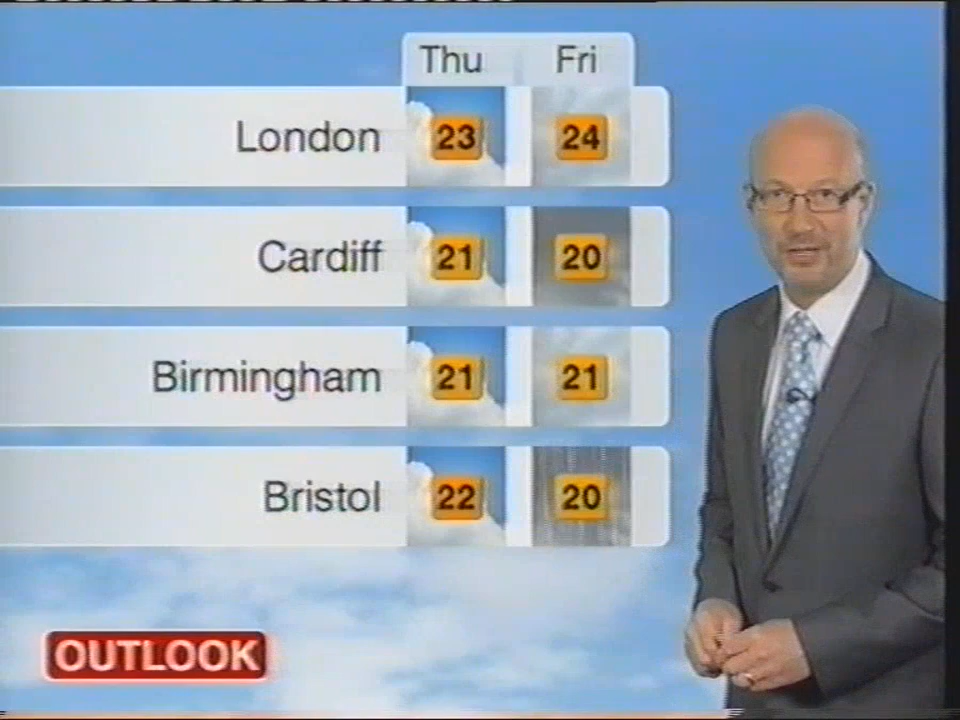 Thu Fri
London 23 24
Cardiff 21 20
Birmingham 21 21
Bristol 22 20
OUTLOOK